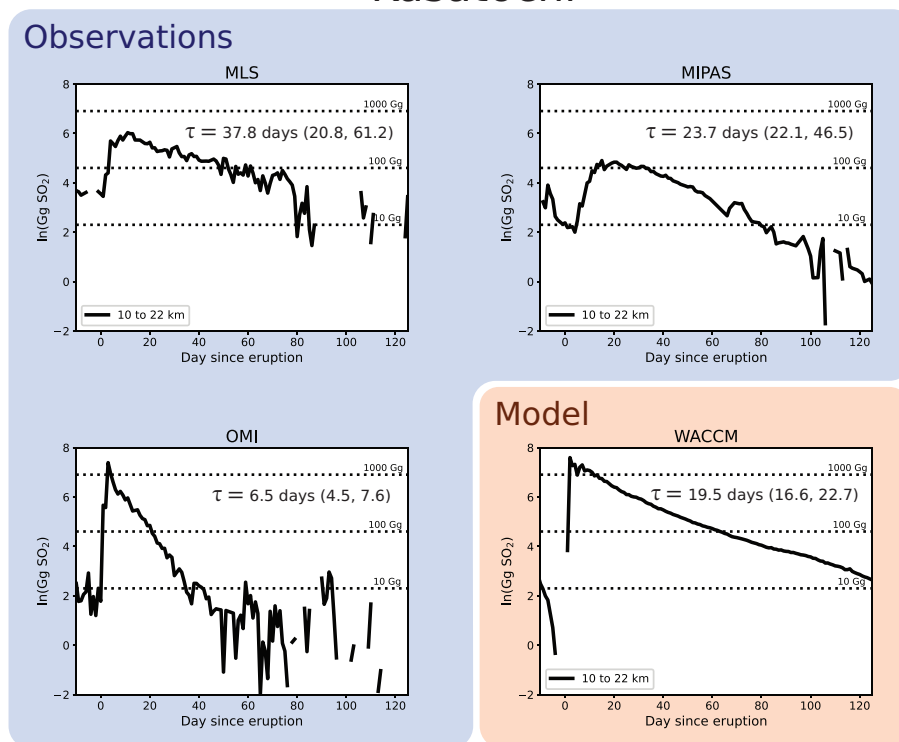 Observations
MLS
8
6
4
2
0
−2
ln(Gg SO₂)
1000 Gg
100 Gg
10 Gg
τ = 37.8 days (20.8, 61.2)
10 to 22 km
0 20 40 60 80 100 120
Day since eruption
MIPAS
8
6
4
2
0
−2
ln(Gg SO₂)
1000 Gg
100 Gg
10 Gg
τ = 23.7 days (22.1, 46.5)
10 to 22 km
0 20 40 60 80 100 120
Day since eruption
OMI
8
6
4
2
0
−2
ln(Gg SO₂)
1000 Gg
100 Gg
10 Gg
τ = 6.5 days (4.5, 7.6)
0 20 40 60 80 100 120
Day since eruption
Model
WACCM
8
6
4
2
0
−2
ln(Gg SO₂)
1000 Gg
100 Gg
10 Gg
τ = 19.5 days (16.6, 22.7)
10 to 22 km
0 20 40 60 80 100 120
Day since eruption